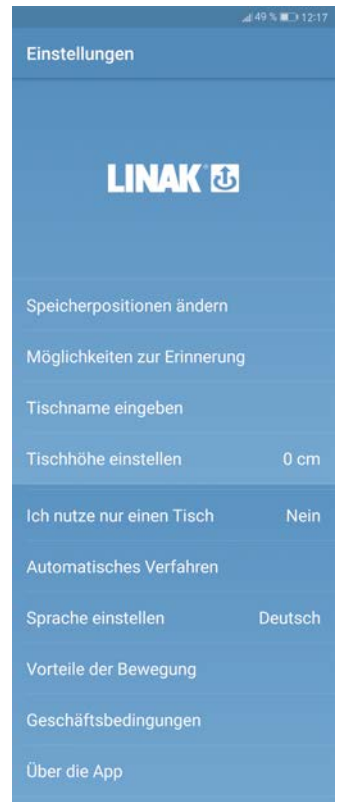 49 % 12:17
Einstellungen
LINAK
Speicherpositionen ändern
Möglichkeiten zur Erinnerung
Tischname eingeben
Tischhöhe einstellen 0 cm
Ich nutze nur einen Tisch Nein
Automatisches Verfahren
Sprache einstellen Deutsch
Vorteile der Bewegung
Geschäftsbedingungen
Über die App